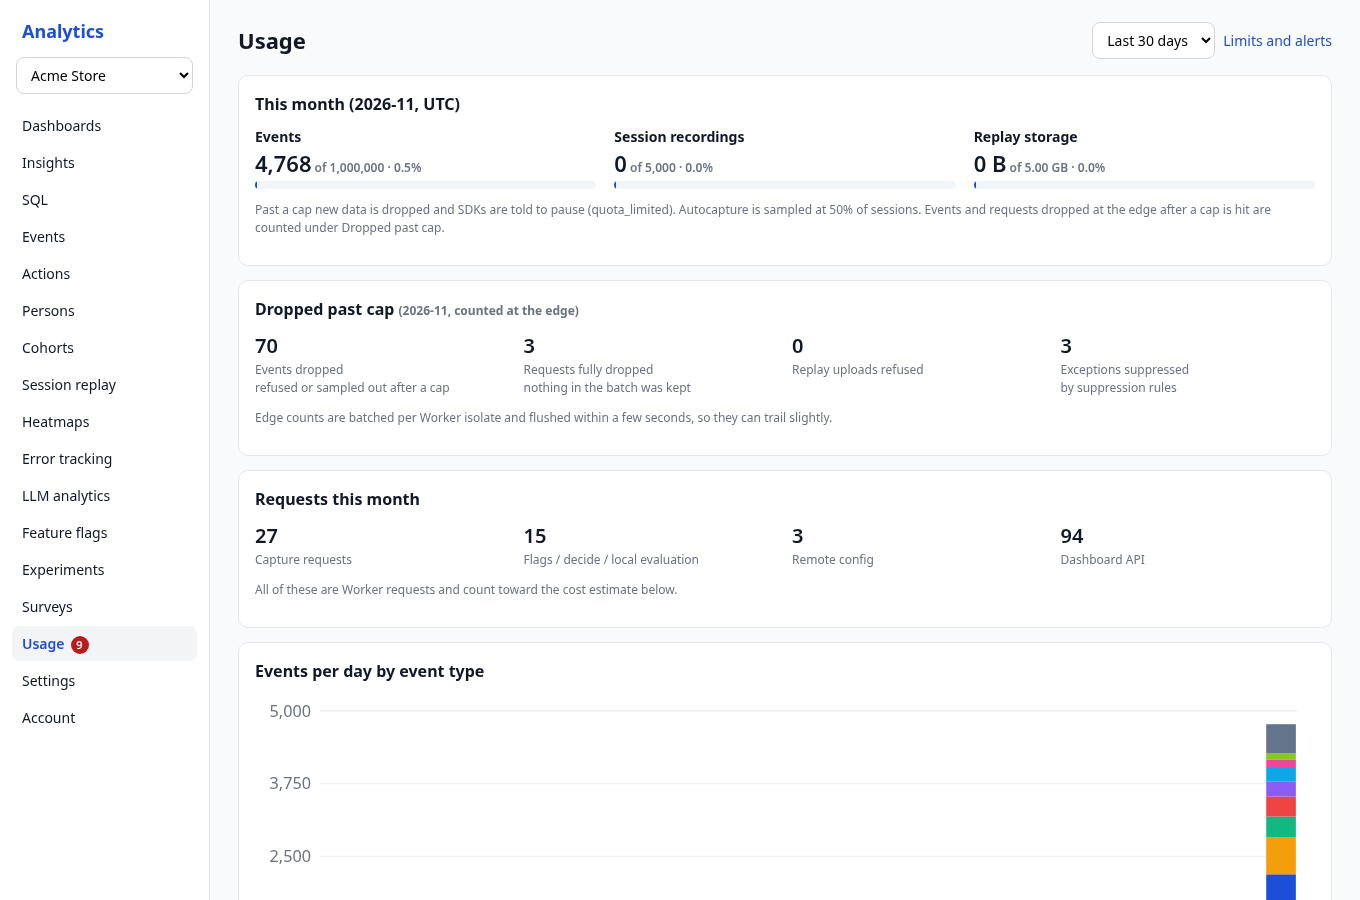 Analytics
Acme Store
Dashboards
Insights
SQL
Events
Actions
Persons
Cohorts
Session replay
Heatmaps
Error tracking
LLM analytics
Feature flags
Experiments
Surveys
Usage 9
Settings
Account
Usage
Last 30 days
Limits and alerts
This month (2026-11, UTC)
Events
4,768 of 1,000,000 · 0.5%
Session recordings
0 of 5,000 · 0.0%
Replay storage
0 B of 5.00 GB · 0.0%
Past a cap new data is dropped and SDKs are told to pause (quota_limited). Autocapture is sampled at 50% of sessions. Events and requests dropped at the edge after a cap is hit are
counted under Dropped past cap.
Dropped past cap (2026-11, counted at the edge)
70
Events dropped
refused or sampled out after a cap
3
Requests fully dropped
nothing in the batch was kept
0
Replay uploads refused
3
Exceptions suppressed
by suppression rules
Edge counts are batched per Worker isolate and flushed within a few seconds, so they can trail slightly.
Requests this month
27
Capture requests
15
Flags / decide / local evaluation
3
Remote config
94
Dashboard API
All of these are Worker requests and count toward the cost estimate below.
Events per day by event type
5,000
3,750
2,500